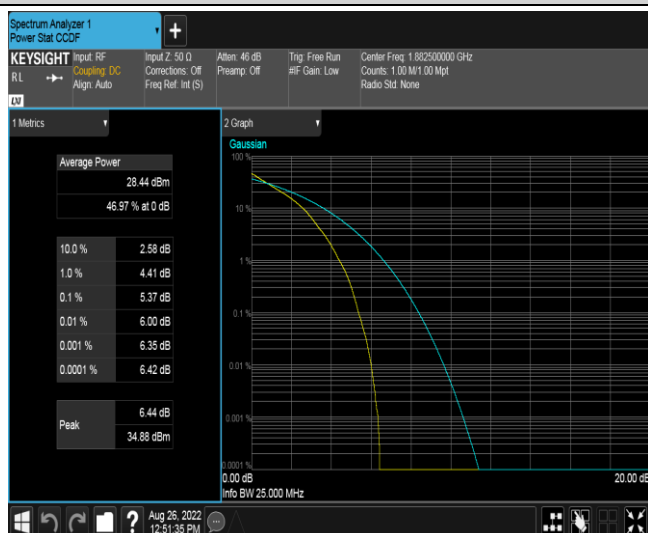 Spectrum Analyzer 1
Power Stat CCDF
+
KEYSIGHT
RL
LXI
Input: RF
Coupling: DC
Align: Auto
Input Z: 50 Ω
Corrections: Off
Freq Ref: Int (S)
Atten: 46 dB
Preamp: Off
Trig: Free Run
#IF Gain: Low
Center Freq: 1.882500000 GHz
Counts: 1.00 M/1.00 Mpt
Radio Std: None
1 Metrics
Average Power
28.44 dBm
46.97 % at 0 dB
10.0 % 2.58 dB
1.0 % 4.41 dB
0.1 % 5.37 dB
0.01 % 6.00 dB
0.001 % 6.35 dB
0.0001 % 6.42 dB
Peak
6.44 dB
34.88 dBm
2 Graph
Gaussian
100 %
10 %
1 %
0.1 %
0.01 %
0.001 %
0.0001 %
0.00 dB
20.00 dB
Info BW 25.000 MHz
?
Aug 26, 2022
12:51:35 PM